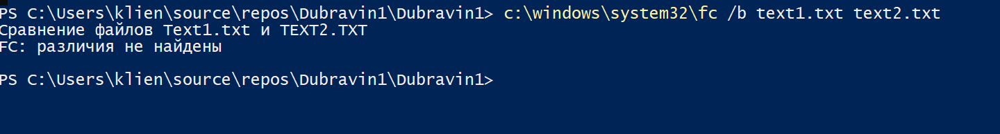 PS C:\Users\klien\source\repos\Dubravin1\Dubravin1> c:\windows\system32\fc /b text1.txt text2.txt
Сравнение файлов Text1.txt и TEXT2.TXT
FC: различия не найдены
PS C:\Users\klien\source\repos\Dubravin1\Dubravin1>